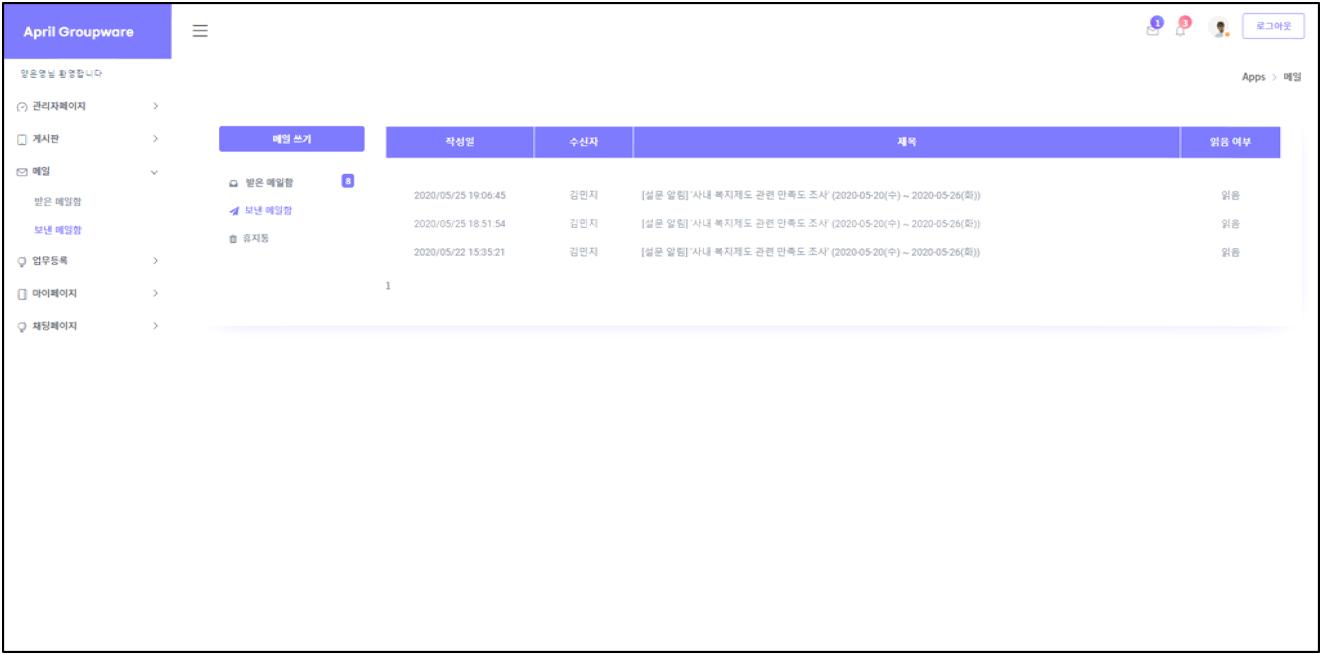 April Groupware
1
3
로그아웃
양은영님 환영합니다
Apps > 메일
관리자페이지
게시판
메일
받은 메일함
보낸 메일함
업무등록
마이페이지
채팅페이지
메일 쓰기
받은 메일함 8
보낸 메일함
휴지통
작성일 수신자 제목 읽음 여부
2020/05/25 19:06:45 김민지 [설문 알림] '사내 복지제도 관련 만족도 조사' (2020-05-20(수) ~ 2020-05-26(화)) 읽음
2020/05/25 18:51:54 김민지 [설문 알림] '사내 복지제도 관련 만족도 조사' (2020-05-20(수) ~ 2020-05-26(화)) 읽음
2020/05/22 15:35:21 김민지 [설문 알림] '사내 복지제도 관련 만족도 조사' (2020-05-20(수) ~ 2020-05-26(화)) 읽음
1